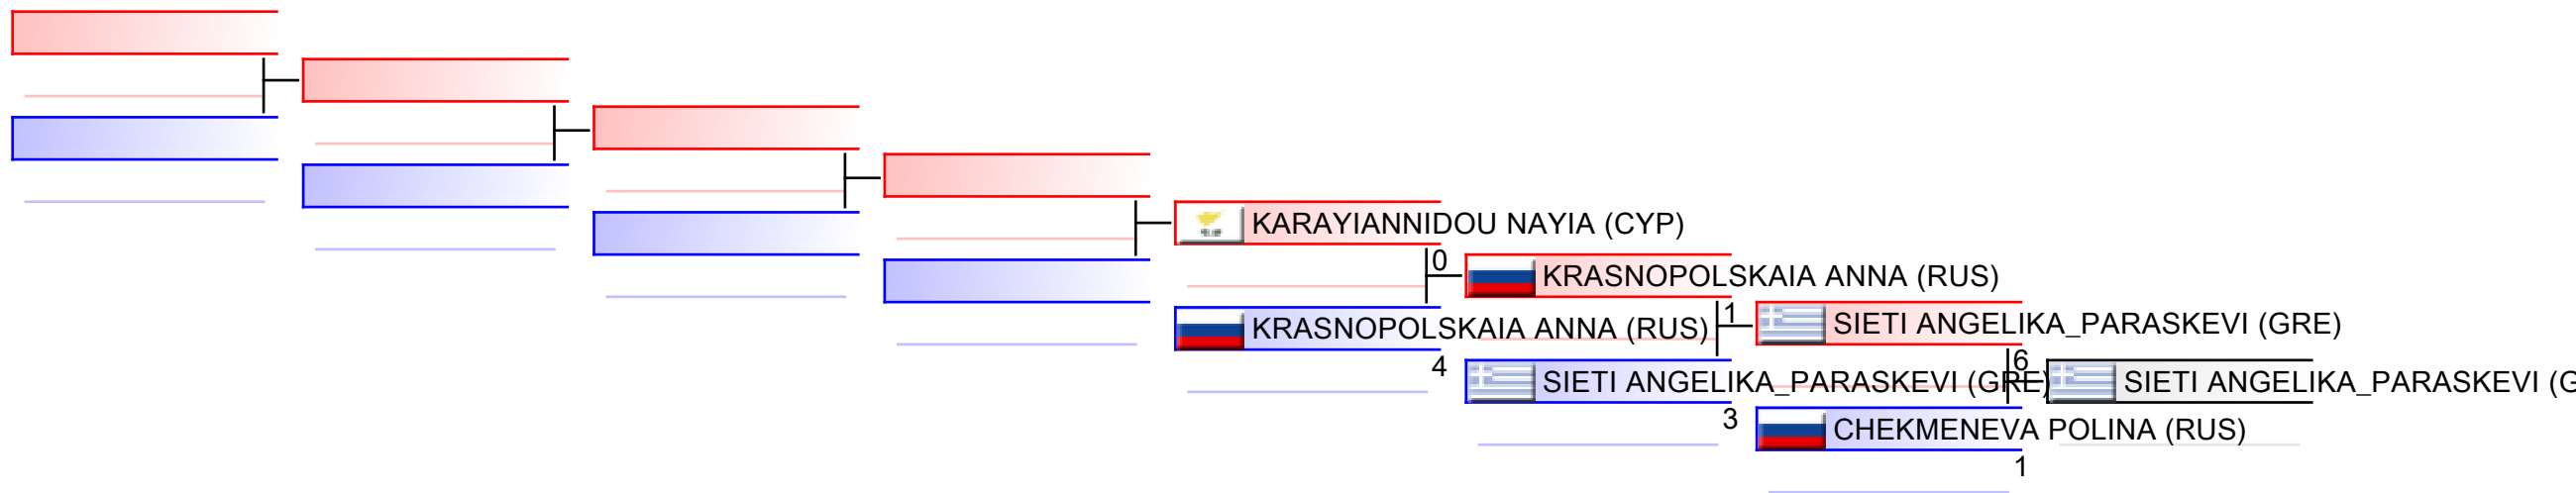 KARAYIANNIDOU NAYIA (CYP)
0
KRASNOPOLSKAIA ANNA (RUS)
KRASNOPOLSKAIA ANNA (RUS)
4
1
SIETI ANGELIKA_PARASKEVI (GRE)
SIETI ANGELIKA_PARASKEVI (GRE)
3
6
SIETI ANGELIKA_PARASKEVI (G
CHEKMENEVA POLINA (RUS)
1